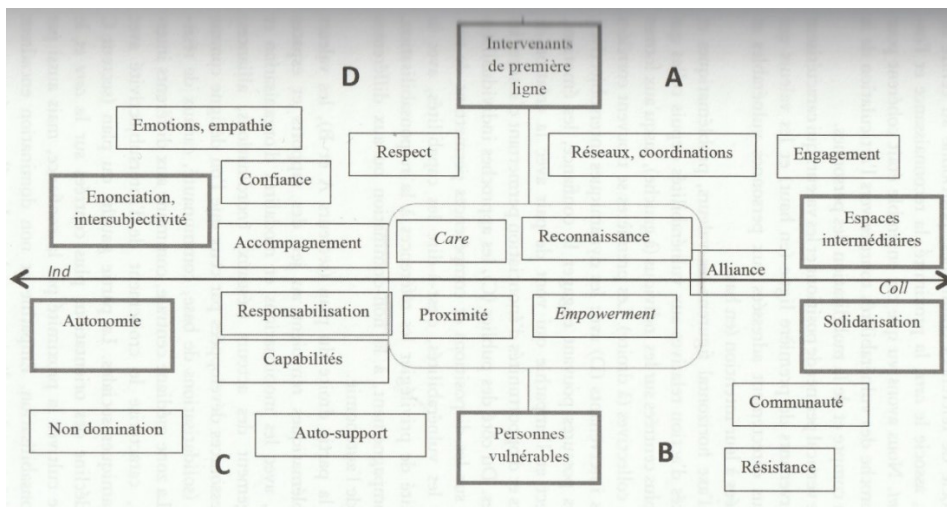 Intervenants
de première
ligne
D
A
Emotions, empathie
Respect
Réseaux, coordinations
Engagement
Confiance
Enonciation,
intersubjectivité
Espaces
intermédiaires
Accompagnement
Care
Reconnaissance
Alliance
Ind
Coll
Autonomie
Responsabilisation
Proximité
Empowerment
Solidarisation
Capabilités
Communauté
Non domination
Auto-support
Personnes
vulnérables
B
C
Résistance